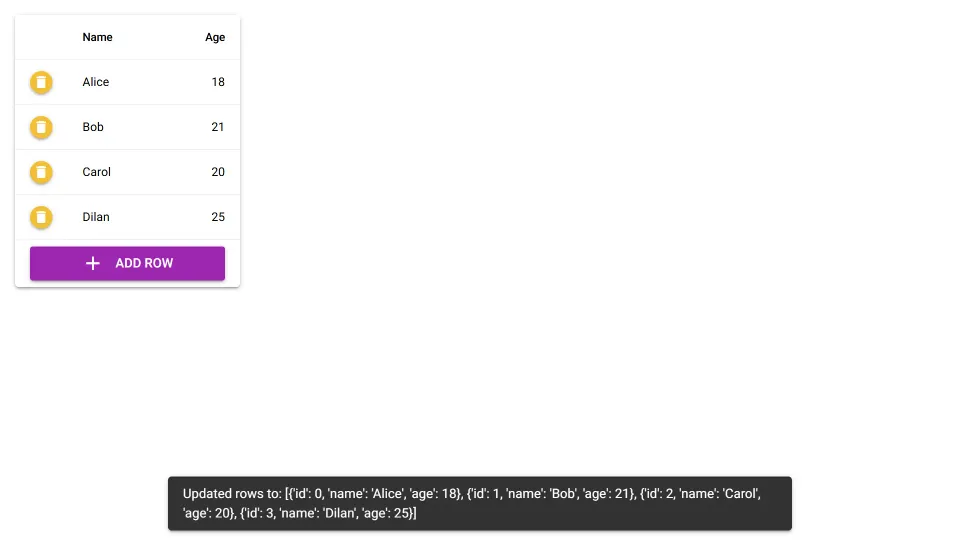 Name Age
Alice 18
Bob 21
Carol 20
Dilan 25
ADD ROW
Updated rows to: [{'id': 0, 'name': 'Alice', 'age': 18}, {'id': 1, 'name': 'Bob', 'age': 21}, {'id': 2, 'name': 'Carol',
'age': 20}, {'id': 3, 'name': 'Dilan', 'age': 25}]